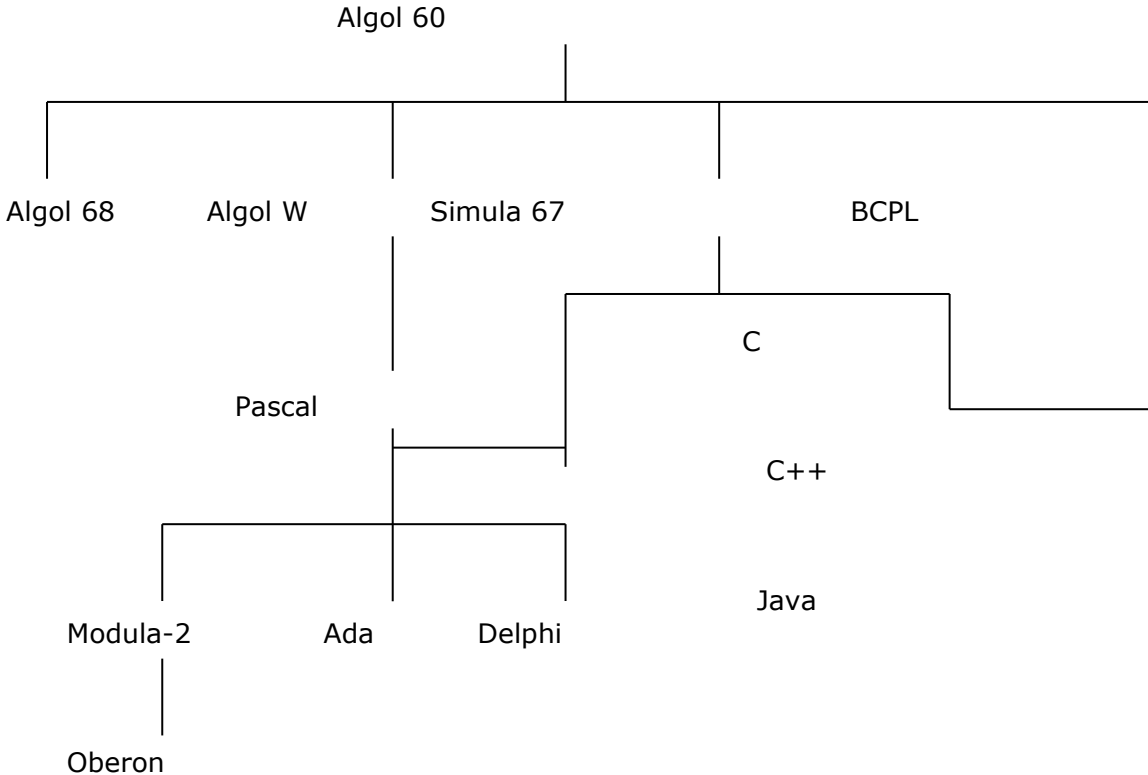 Algol 60
Algol 68 Algol W Simula 67 BCPL
C
Pascal
C++
Java
Modula-2 Ada Delphi
Oberon